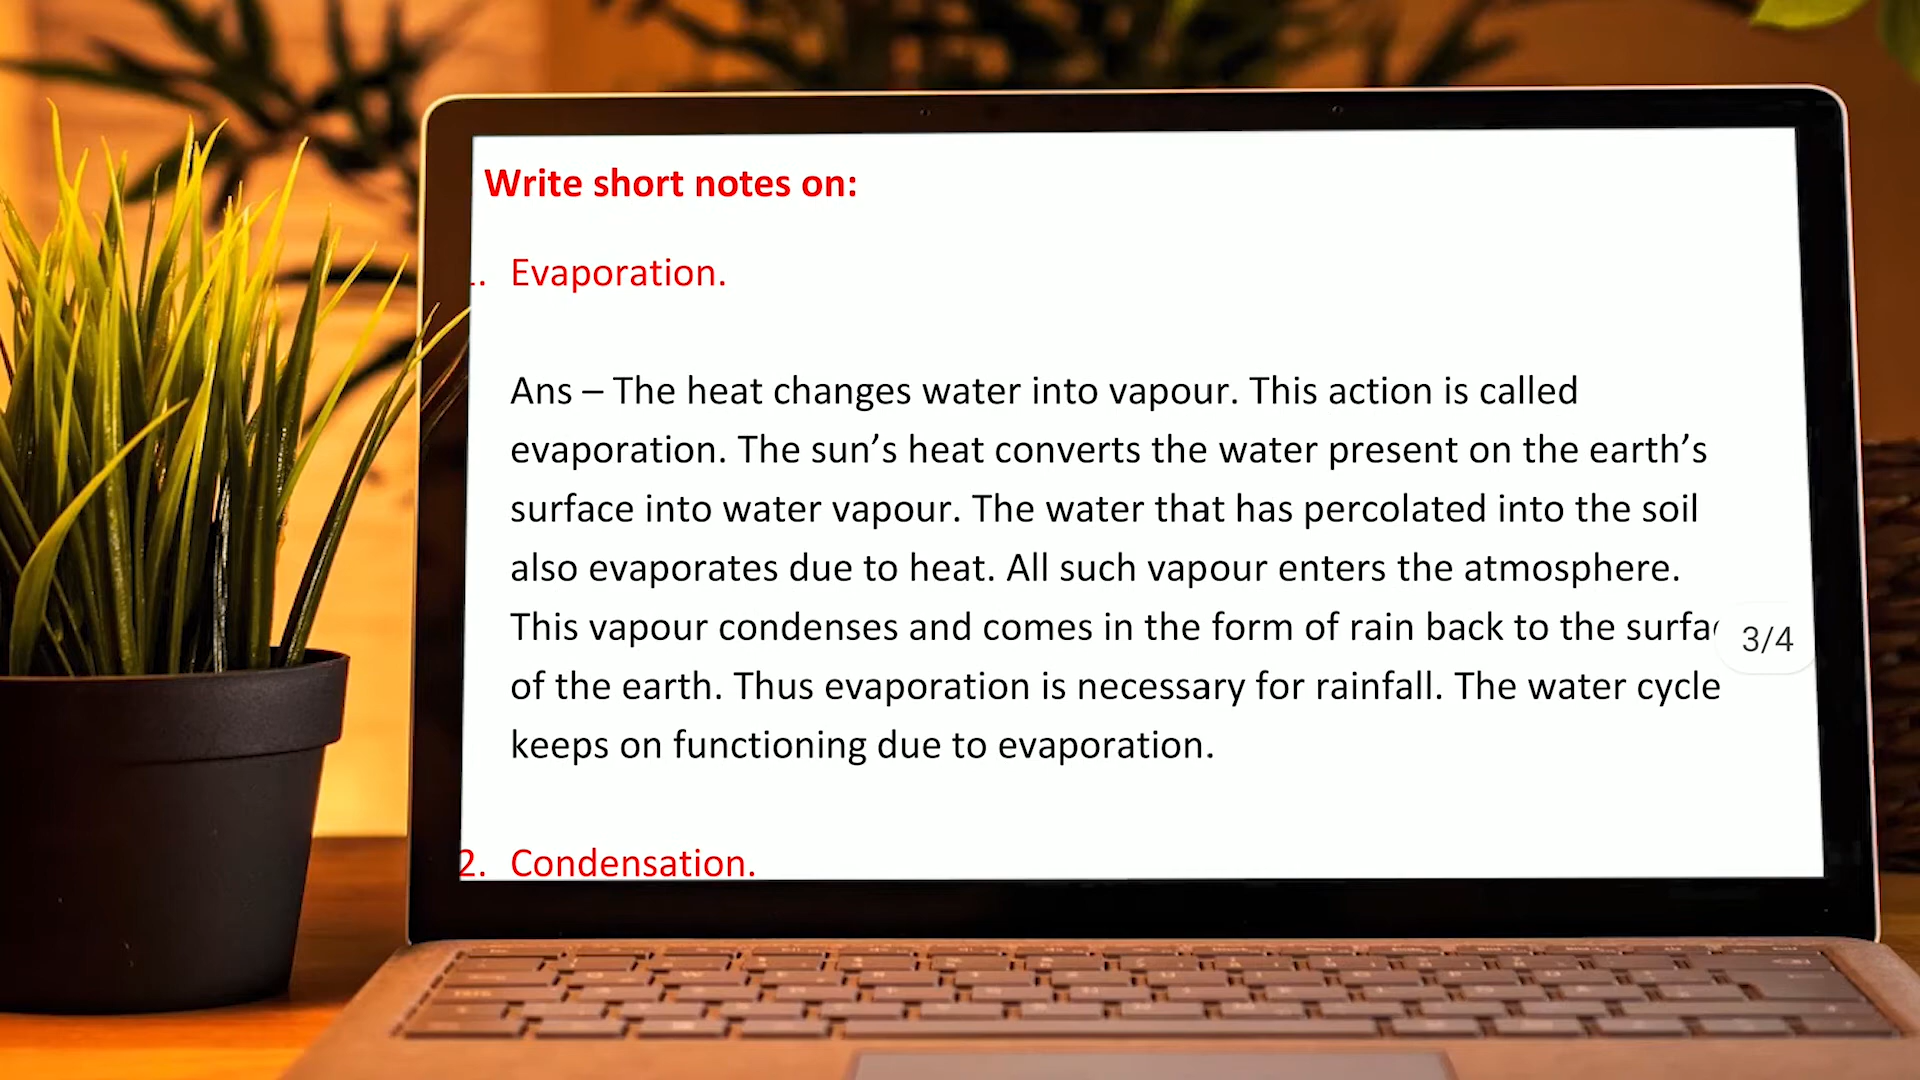 Write short notes on:
. Evaporation.
Ans – The heat changes water into vapour. This action is called
evaporation. The sun’s heat converts the water present on the earth’s
surface into water vapour. The water that has percolated into the soil
also evaporates due to heat. All such vapour enters the atmosphere.
This vapour condenses and comes in the form of rain back to the
3/4
of the earth. Thus evaporation is necessary for rainfall. The water cycle
keeps on functioning due to evaporation.
2. Condensation.